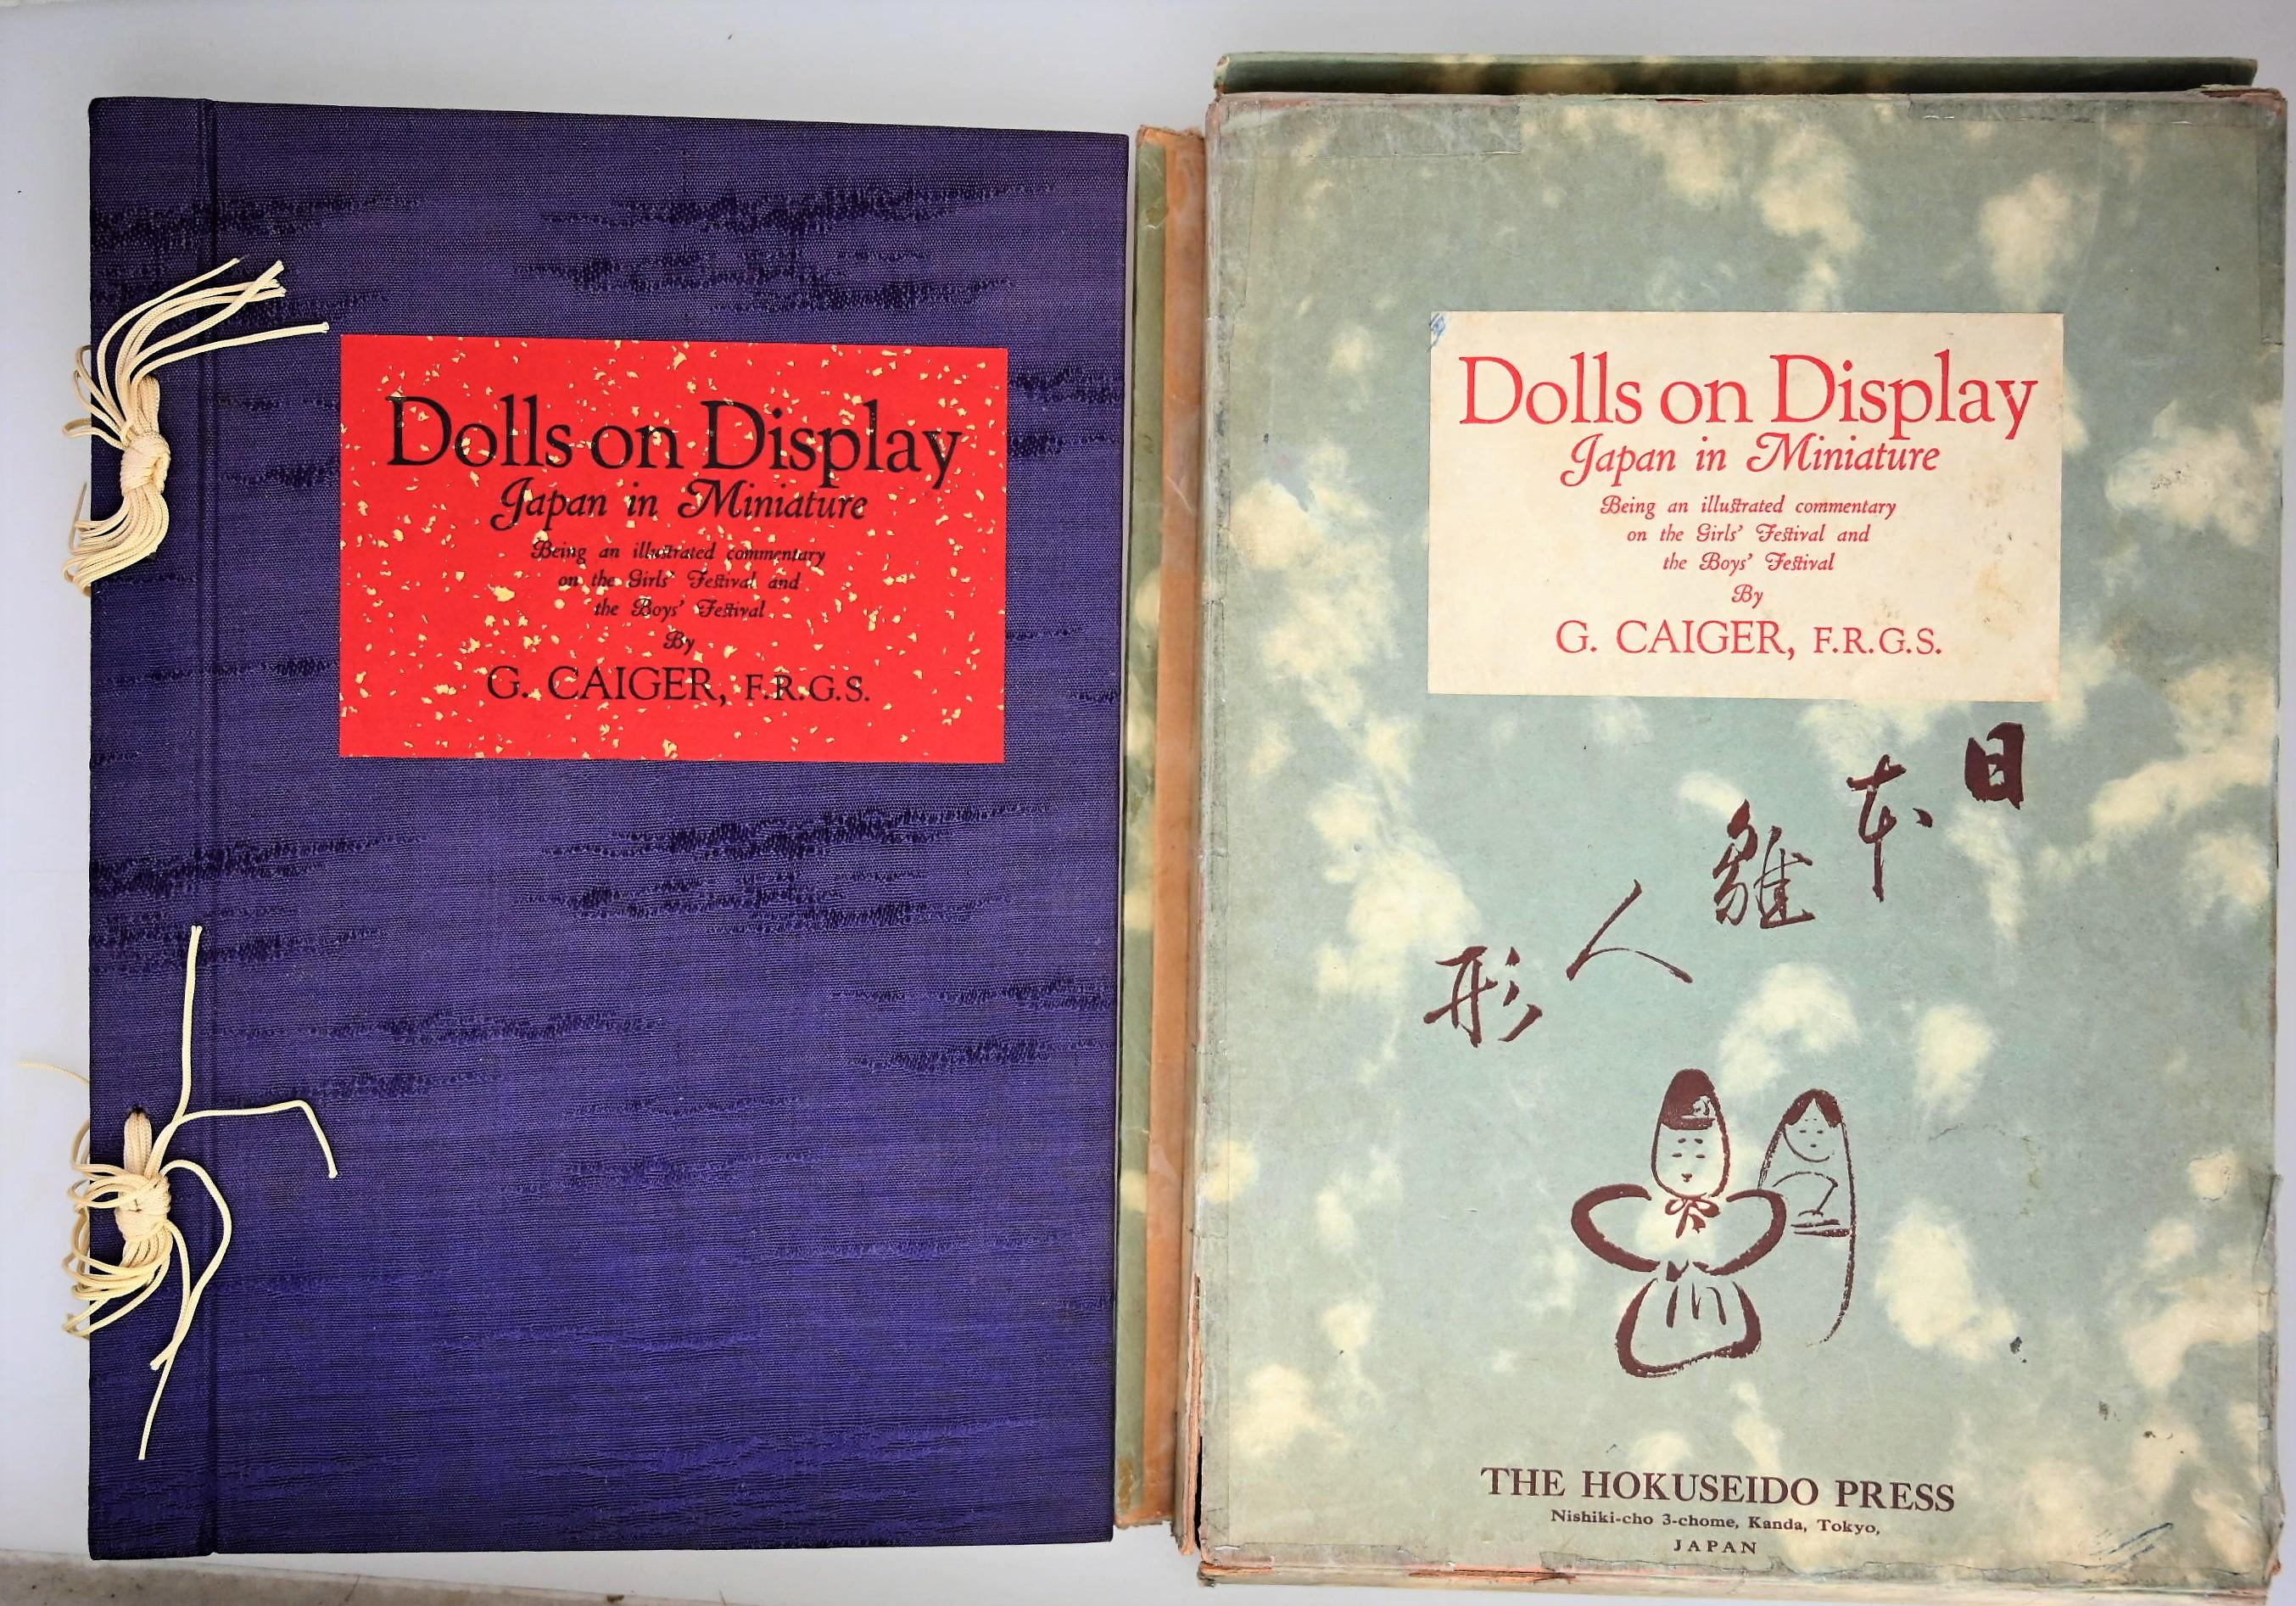 Dolls on Display
Japan in Miniature
Being an illustrated commentary
on the Girls' Festival and
the Boys' Festival
By
G. CAIGER, F.R.G.S.
Dolls on Display
Japan in Miniature
Being an illustrated commentary
on the Girls' Festival and
the Boys' Festival
By
G. CAIGER, F.R.G.S.
日本雛人形
THE HOKUSEIDO PRESS
Nishiki-cho 3-chome, Kanda, Tokyo,
JAPAN